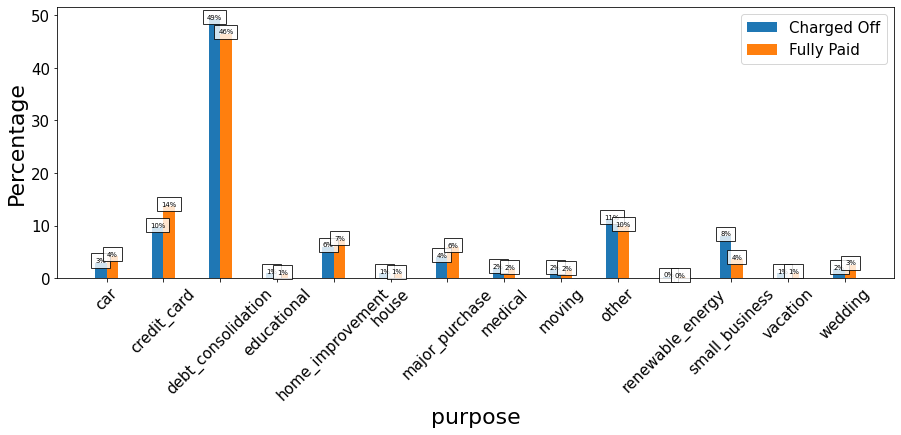 Percentage
50
40
30
20
10
0
Charged Off
Fully Paid
3%
4%
10%
14%
49%
46%
1%
1%
6%
7%
1%
1%
4%
6%
2%
2%
2%
2%
11%
10%
0%
0%
8%
4%
1%
1%
2%
3%
car
credit_card
debt_consolidation
educational
home_improvement
house
major_purchase
medical
moving
other
renewable_energy
small_business
vacation
wedding
purpose